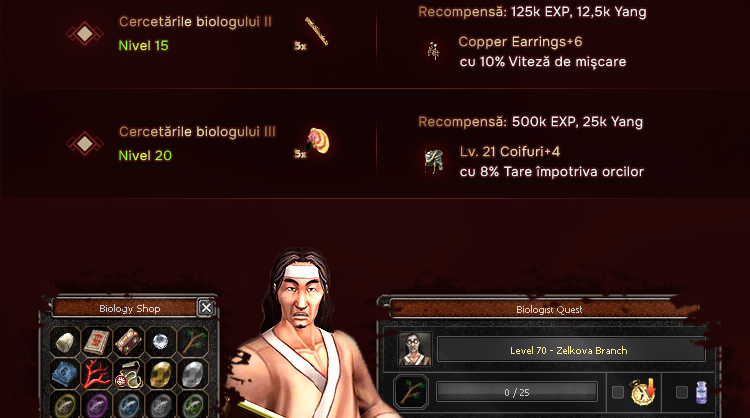 Cercetările biologului II
Nivel 15
5x
Recompensă: 125k EXP, 12,5k Yang
Copper Earrings+6
cu 10% Viteză de mişcare
Cercetările biologului III
Nivel 20
5x
Recompensă: 500k EXP, 25k Yang
Lv. 21 Coifuri+4
cu 8% Tare împotriva orcilor
Biology Shop
Biologist Quest
Level 70 - Zelkova Branch
0 / 25